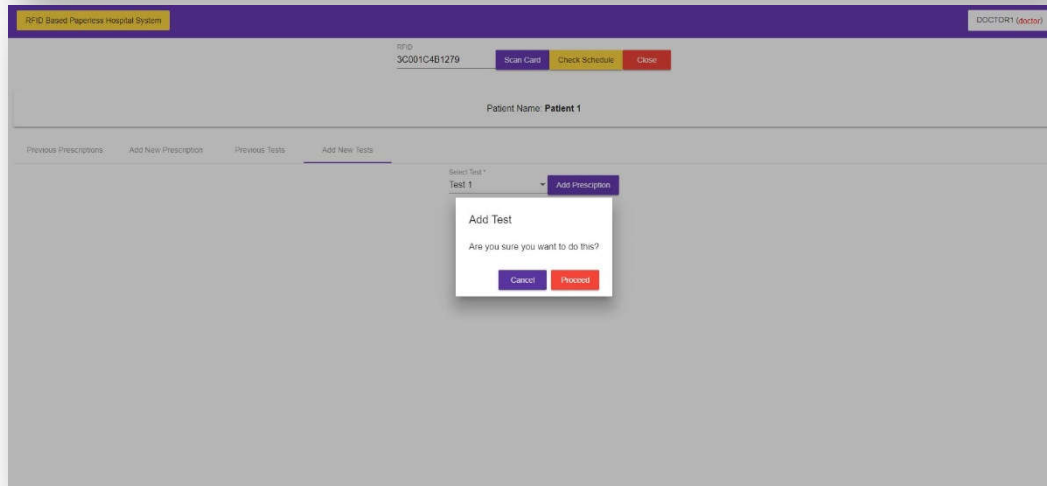 RFID Based Paperless Hospital System
DOCTOR1 (doctor)
RFID
3C001C4B1279
Scan Card
Check Schedule
Close
Patient Name: Patient 1
Previous Prescriptions
Add New Prescription
Previous Tests
Add New Tests
Select Test *
Test 1
Add Presciption
Add Test
Are you sure you want to do this?
Cancel
Proceed